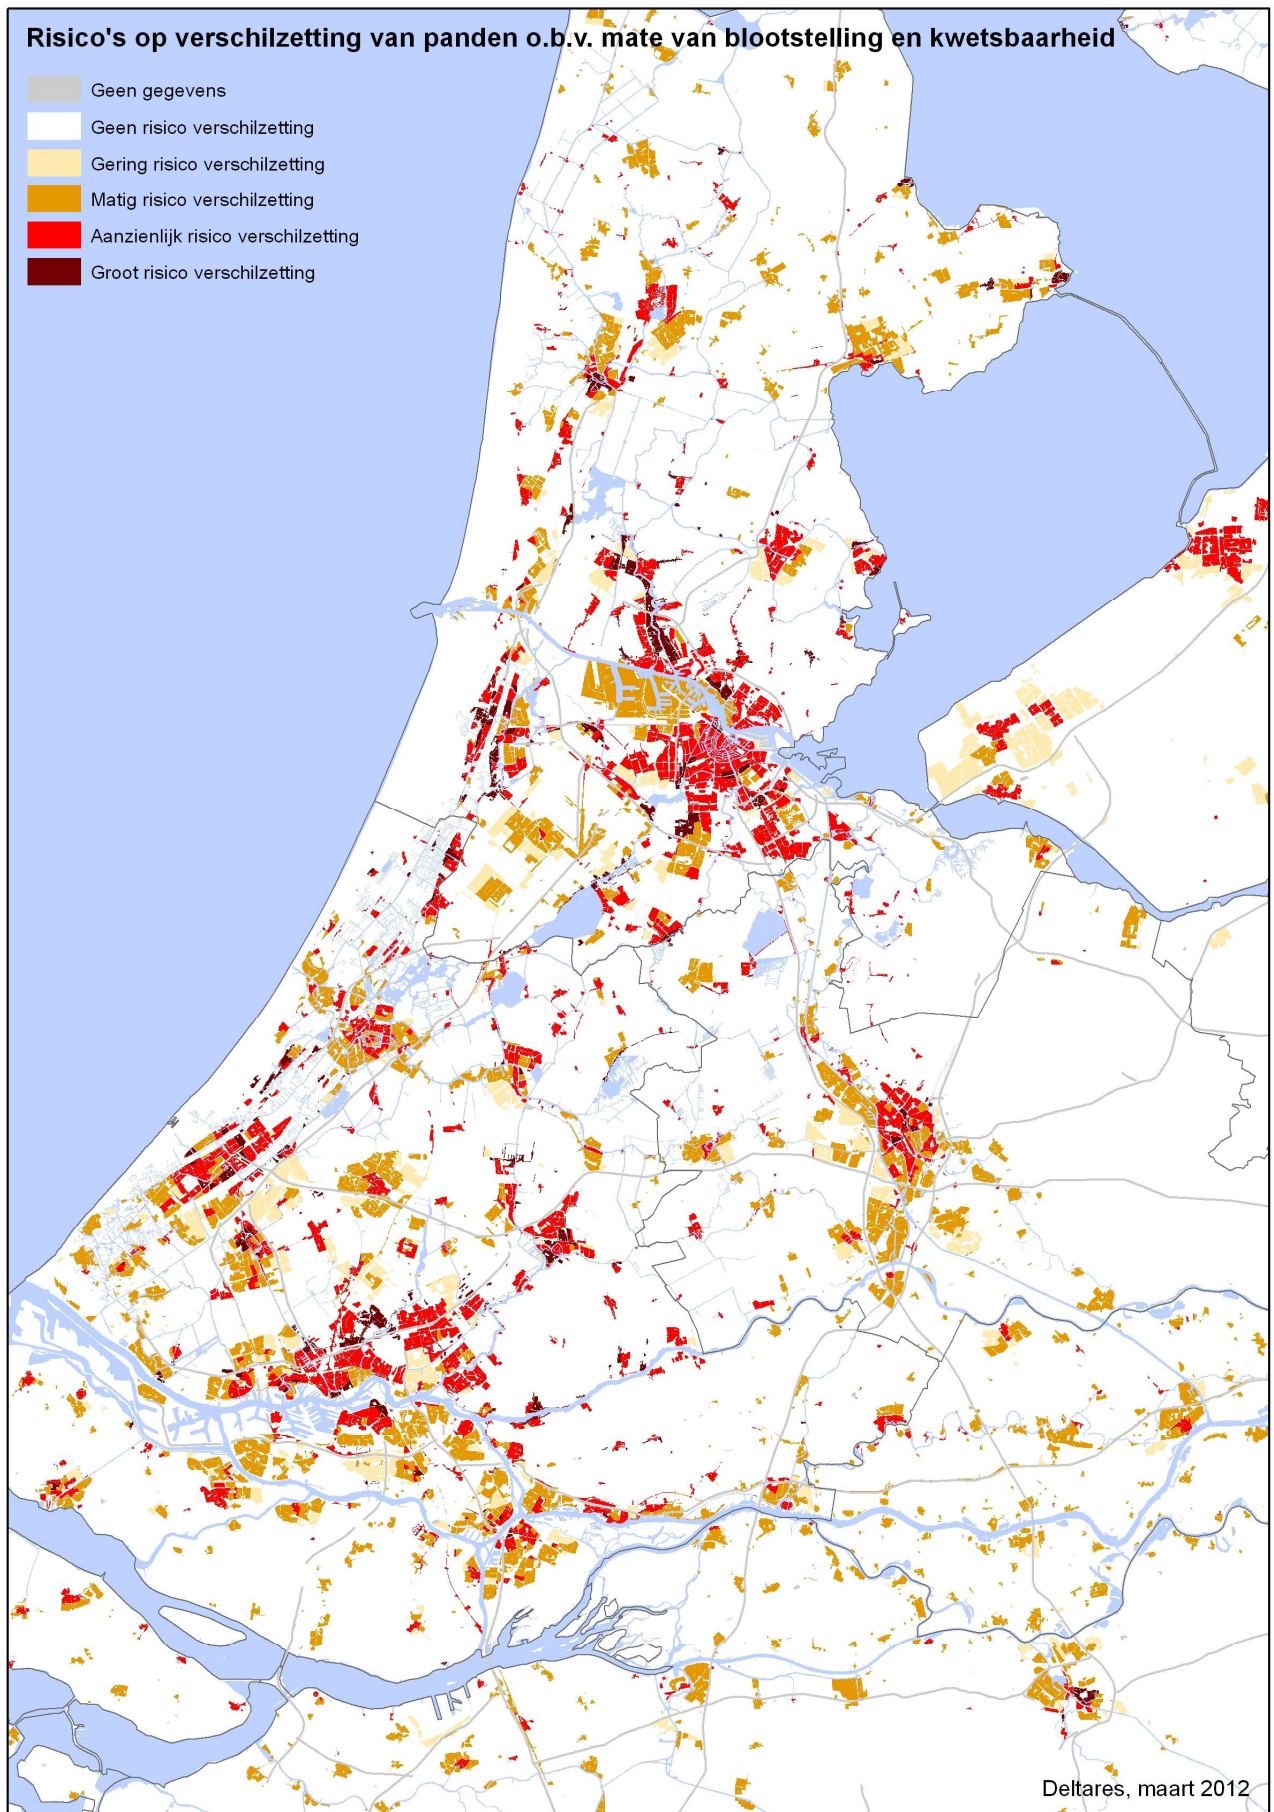 Risico's op verschilzetting van panden o.b.v. mate van blootstelling en kwetsbaarheid
Geen gegevens
Geen risico verschilzetting
Gering risico verschilzetting
Matig risico verschilzetting
Aanzienlijk risico verschilzetting
Groot risico verschilzetting
Deltares, maart 2012